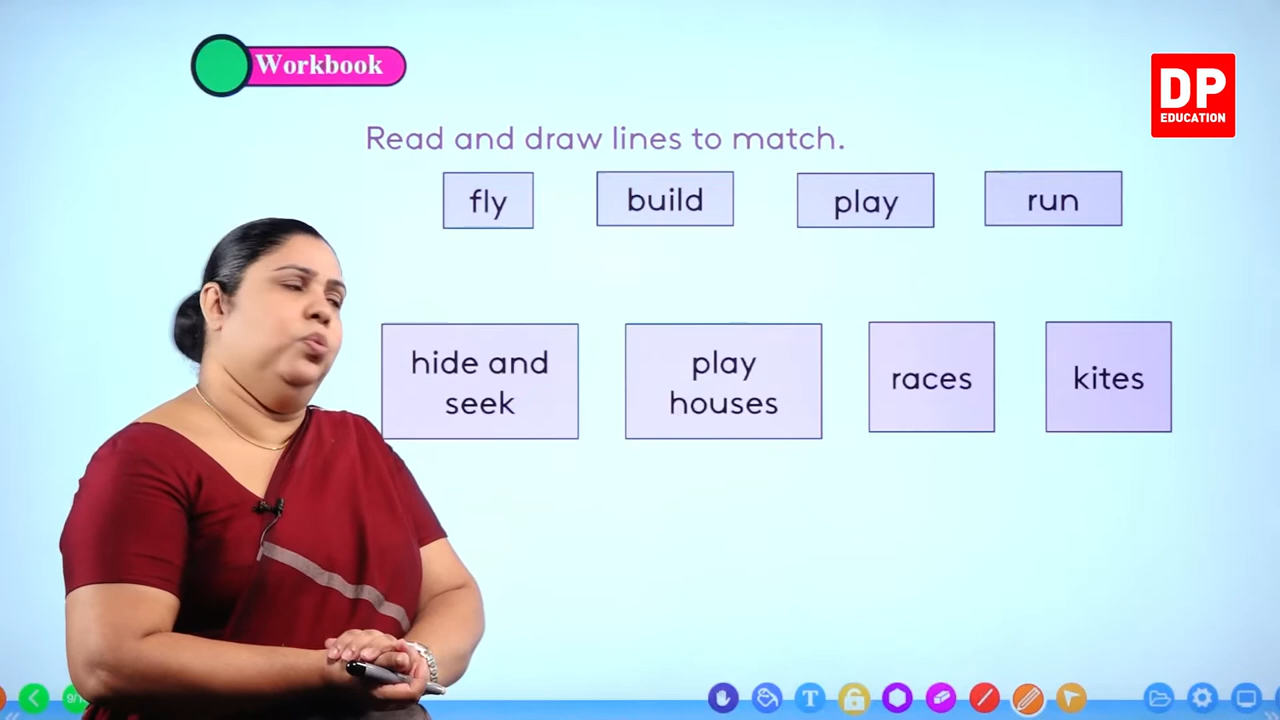 Workbook
DP
EDUCATION
Read and draw lines to match.
fly
build
play
run
hide and
seek
play
houses
races
kites
T